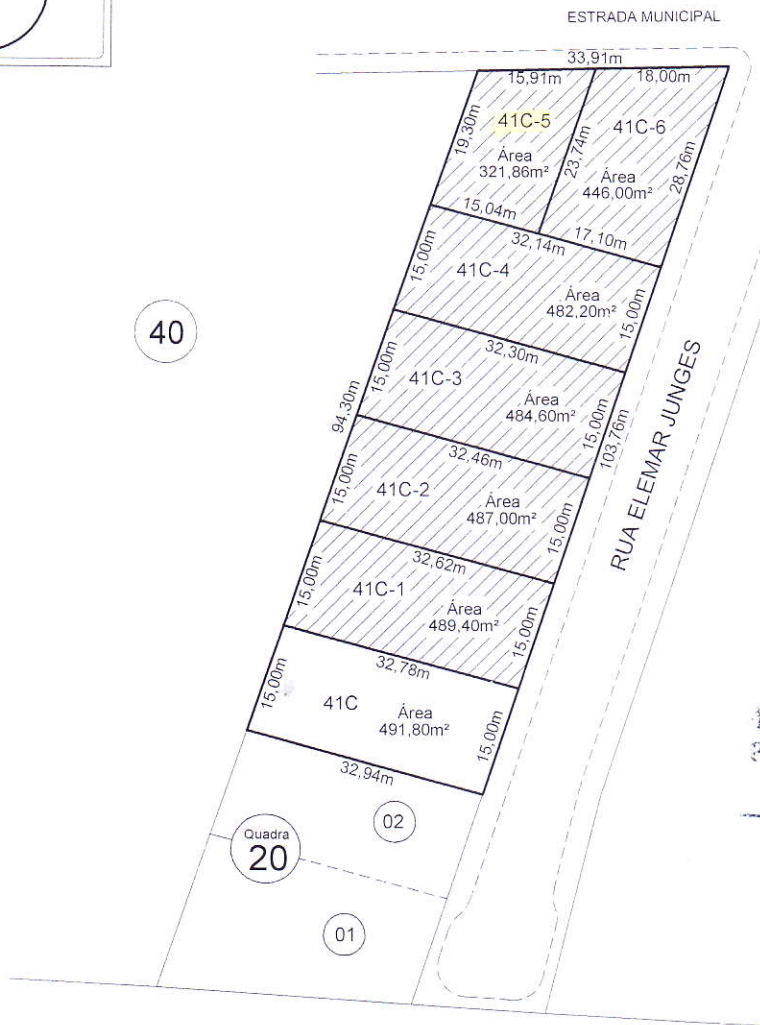 ESTRADA MUNICIPAL
33,91m
15,91m
18,00m
19,30m
41C-5
Área
321,86m²
23,74m
41C-6
Área
446,00m²
28,76m
15,04m
17,10m
32,14m
15,00m
41C-4
Área
482,20m²
15,00m
40
32,30m
15,00m
41C-3
Área
484,60m²
15,00m
94,30m
103,76m
RUA ELEMAR JUNGES
32,46m
15,00m
41C-2
Área
487,00m²
15,00m
32,62m
15,00m
41C-1
Área
489,40m²
15,00m
32,78m
15,00m
41C
Área
491,80m²
15,00m
32,94m
02
Quadra
20
01